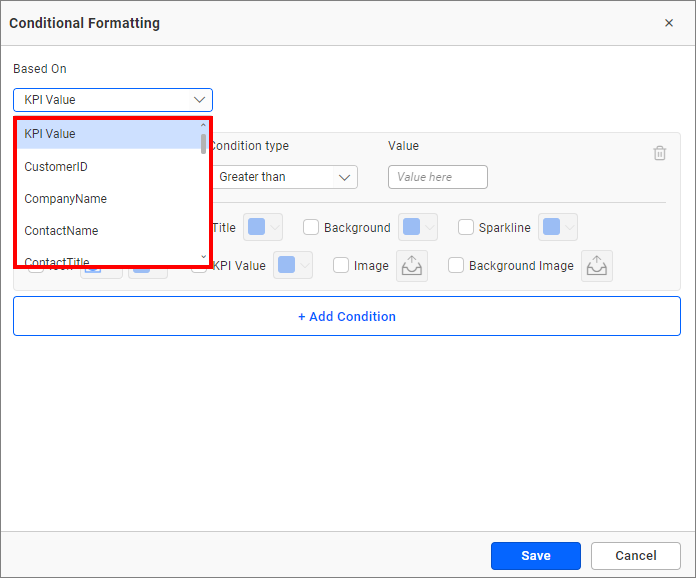 Conditional Formatting
Based On
KPI Value
KPI Value
CustomerID
CompanyName
ContactName
ContactTitle
Condition type
Value
Greater than
Value here
Title
Background
Sparkline
KPI Value
Image
Background Image
+ Add Condition
Save
Cancel